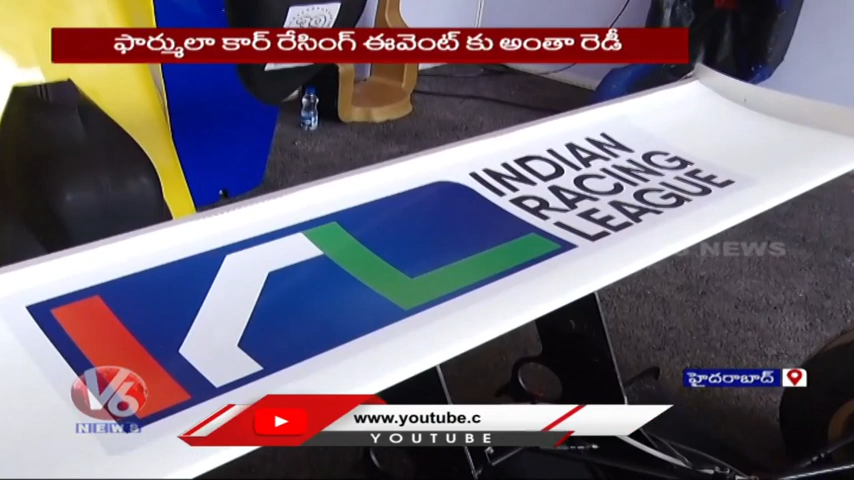 ఫార్ములా కార్ రేసింగ్ ఈవెంట్ కు అంతా రెడీ
INDIAN
RACING
LEAGUE
NEWS
హైదరాబాద్
V6
NEWS
www.youtube.c
YOUTUBE